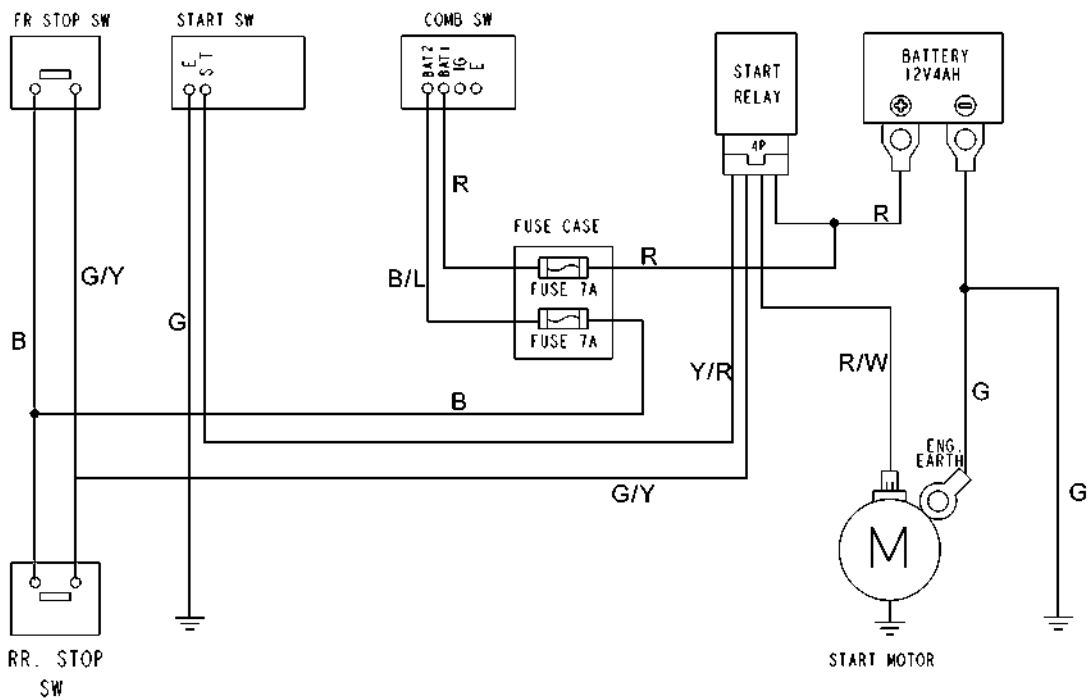 FR STOP SW
START SW
COMB SW
E
ST
BAT2
BAT1
IG
E
START
RELAY
4P
BATTERY
12V4AH
+
-
R
R
FUSE CASE
R
FUSE 7A
FUSE 7A
G/Y
B/L
G
B
Y/R
R/W
B
G
ENG.
EARTH
G/Y
G
M
RR. STOP
SW
START MOTOR